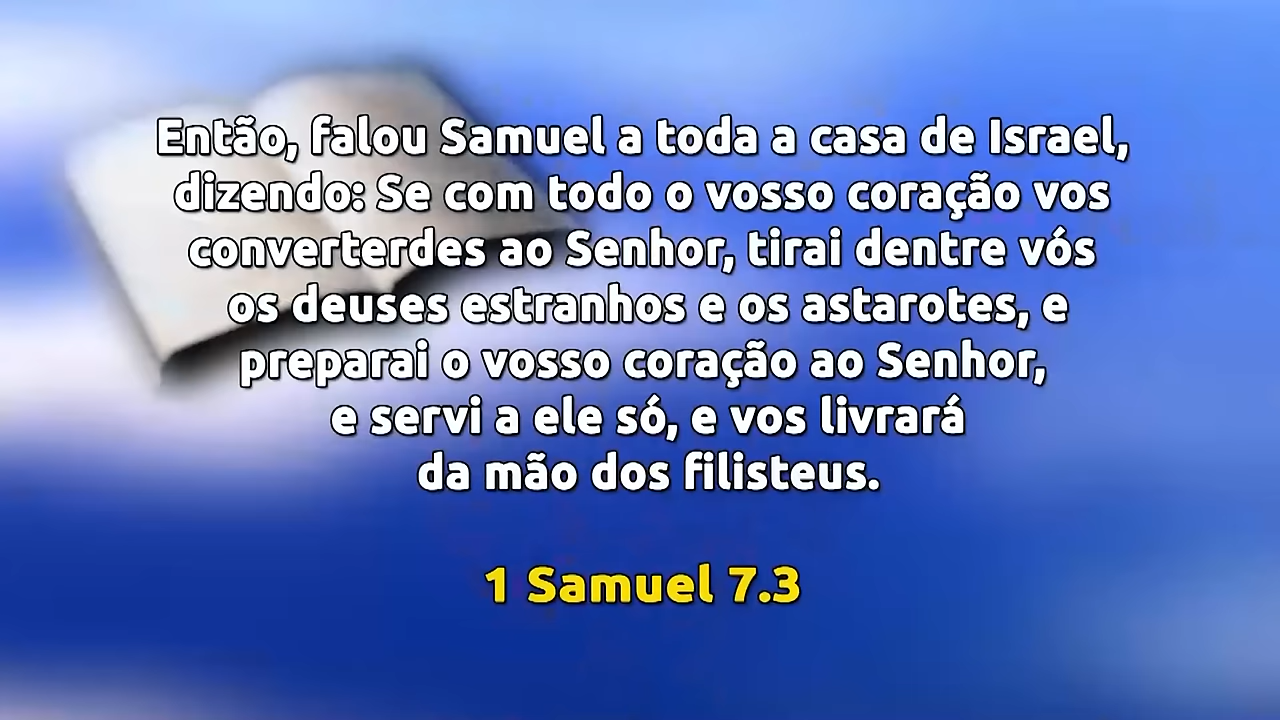 Então, falou Samuel a toda a casa de Israel,
dizendo: Se com todo o vosso coração vos
converterdes ao Senhor, tirai dentre vós
os deuses estranhos e os astarotes, e
preparai o vosso coração ao Senhor,
e servi a ele só, e vos livrará
da mão dos filisteus.
1 Samuel 7.3